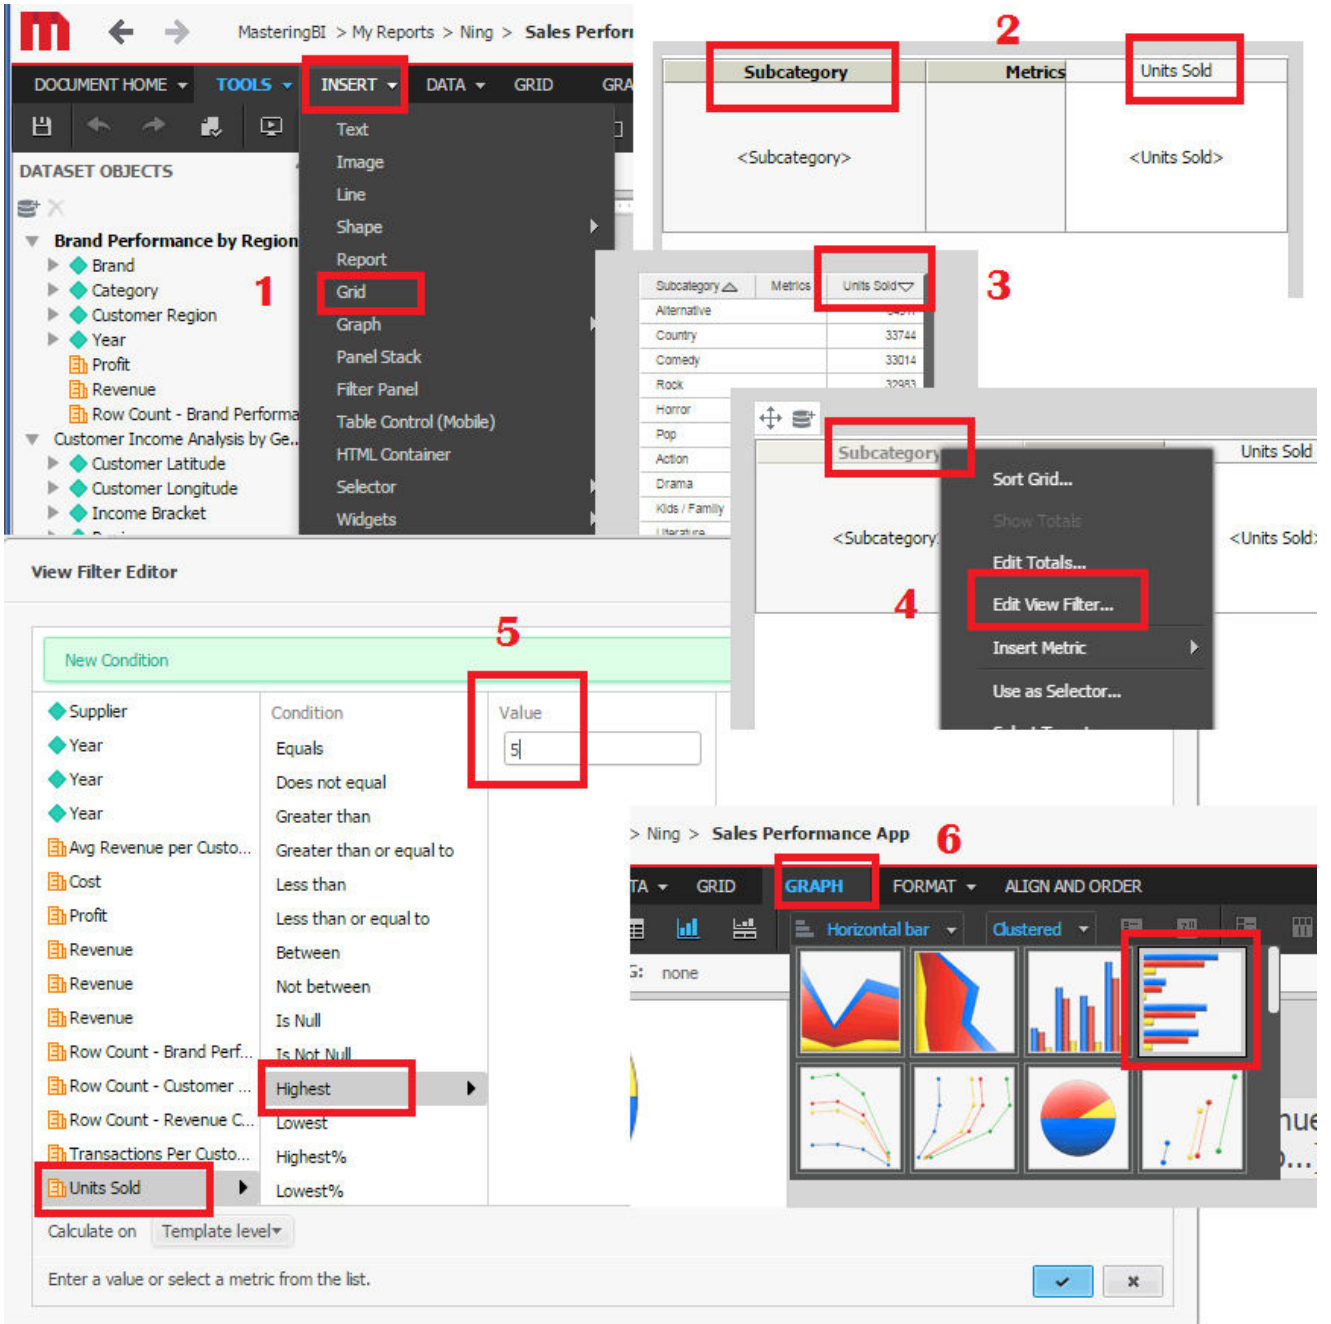 MasteringBI > My Reports > Ning > Sales Perforr
DOCUMENT HOME TOOLS INSERT DATA GRID GRA
DATASET OBJECTS
Brand Performance by Region
Brand
Category
Customer Region
Year
Profit
Revenue
Row Count - Brand Performa
Customer Income Analysis by Ge...
Customer Latitude
Customer Longitude
Income Bracket
1
Text
Image
Line
Shape
Report
Grid
Graph
Panel Stack
Filter Panel
Table Control (Mobile)
HTML Container
Selector
Widgets
2
Subcategory Metrics Units Sold
<Subcategory> <Units Sold>
3
Subcategory Metrics Units Sold
Alternative
Country 33744
Comedy 33014
Rock 32983
Horror
Pop
Action
Drama
Kids / Family
Literature
Subcategory Units Sold
<Subcategory <Units Sold>
4
Sort Grid...
Show Totals
Edit Totals...
Edit View Filter...
Insert Metric
Use as Selector...
View Filter Editor
5
New Condition
Supplier
Year
Year
Year
Avg Revenue per Custo...
Cost
Profit
Revenue
Revenue
Revenue
Row Count - Brand Perf...
Row Count - Customer ...
Row Count - Revenue C...
Transactions Per Custo...
Units Sold
Condition
Equals
Does not equal
Greater than
Greater than or equal to
Less than
Less than or equal to
Between
Not between
Is Null
Is Not Null
Highest
Lowest
Highest%
Lowest%
Value
5
Calculate on Template level
Enter a value or select a metric from the list.
> Ning > Sales Performance App
6
TA GRID GRAPH FORMAT ALIGN AND ORDER
Horizontal bar Clustered
G: none
nue
o...}